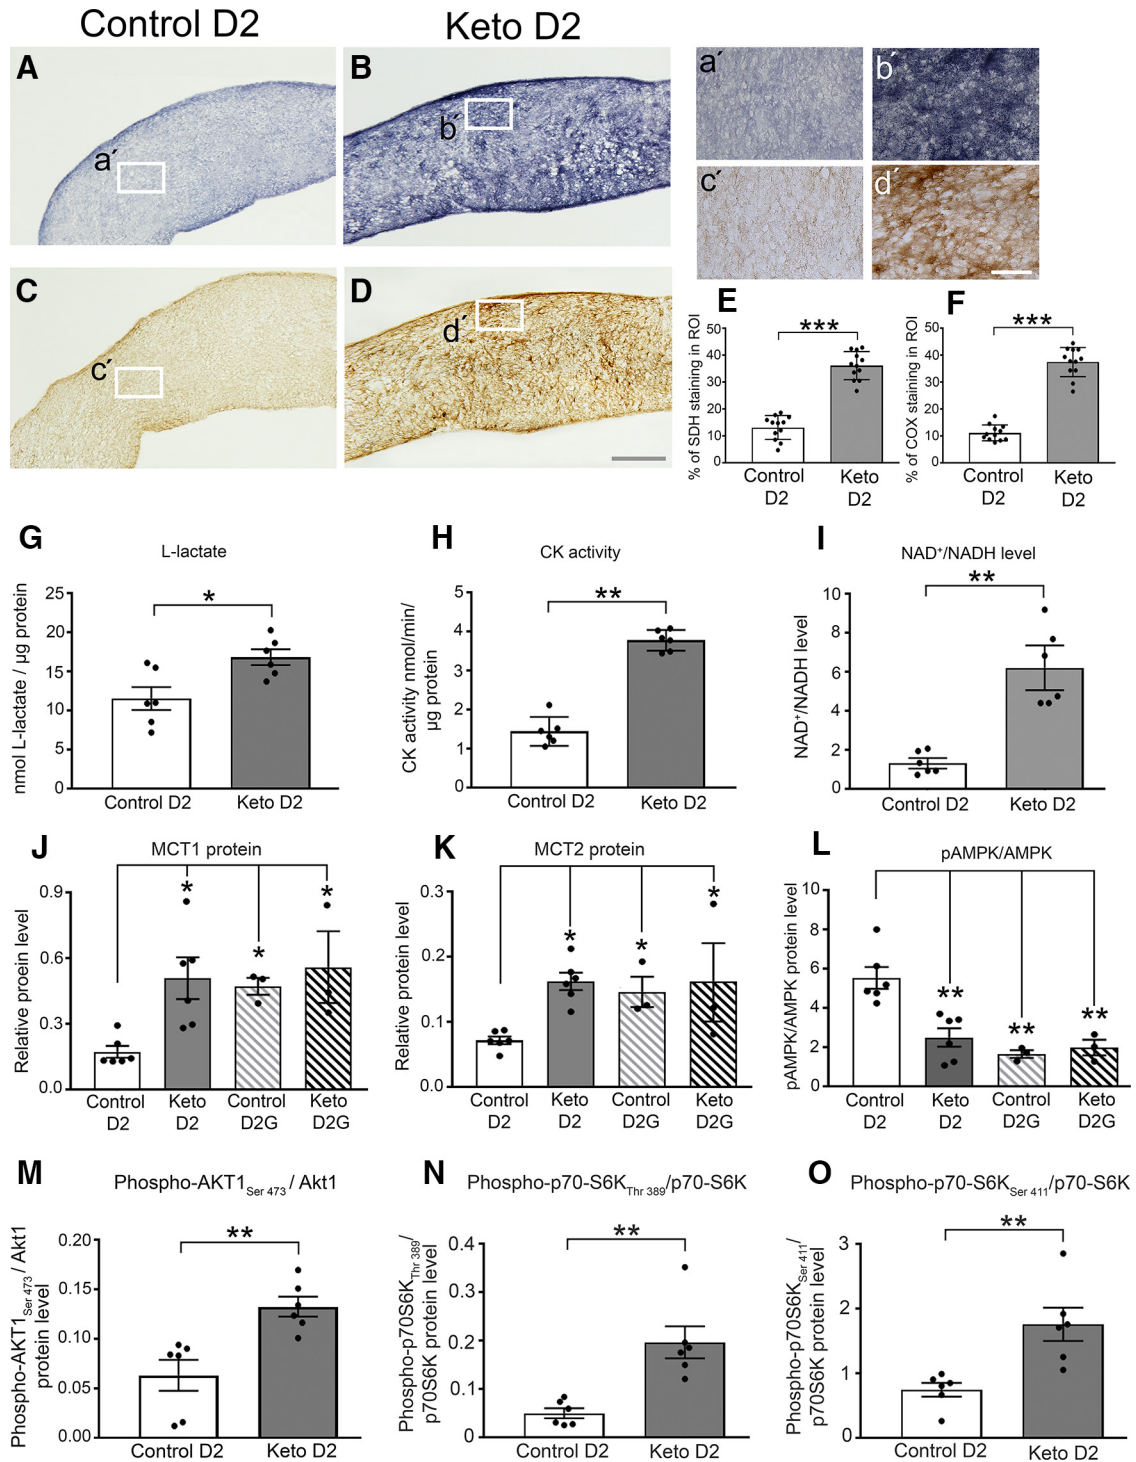 Control D2
Keto D2
A
B
a´
b´
a´
b´
C
D
c´
d´
c´
d´
E
F
% of SDH staining in ROI
50
40
30
20
10
0
***
Control
D2
Keto
D2
% of COX staining in ROI
50
40
30
20
10
0
***
Control
D2
Keto
D2
G
L-lactate
nmol L-lactate / µg protein
25
20
15
10
5
0
*
Control D2
Keto D2
H
CK activity
CK activity nmol/min/
µg protein
5
4
3
2
1
0
**
Control D2
Keto D2
I
NAD⁺/NADH level
NAD⁺/NADH level
10
8
6
4
2
0
**
Control D2
Keto D2
J
MCT1 protein
Relative proein level
0.9
0.6
0.3
0.0
*
*
*
Control
D2
Keto
D2
Control
D2G
Keto
D2G
K
MCT2 protein
Relative protein level
0.3
0.2
0.1
0.0
*
*
*
Control
D2
Keto
D2
Control
D2G
Keto
D2G
L
pAMPK/AMPK
pAMPK/AMPK protein level
10
8
6
4
2
0
**
**
**
Control
D2
Keto
D2
Control
D2G
Keto
D2G
M
Phospho-AKT1Ser 473 / Akt1
Phospho-AKT1Ser 473 / Akt1
protein level
0.20
0.15
0.10
0.05
0.00
**
Control D2
Keto D2
N
Phospho-p70-S6KThr 389/p70-S6K
Phospho-p70S6KThr 389/
p70S6K protein level
0.4
0.3
0.2
0.1
0
**
Control D2
Keto D2
O
Phospho-p70-S6KSer 411/p70-S6K
Phospho-p70S6KSer 411/
p70S6K protein level
3
2
1
0
**
Control D2
Keto D2